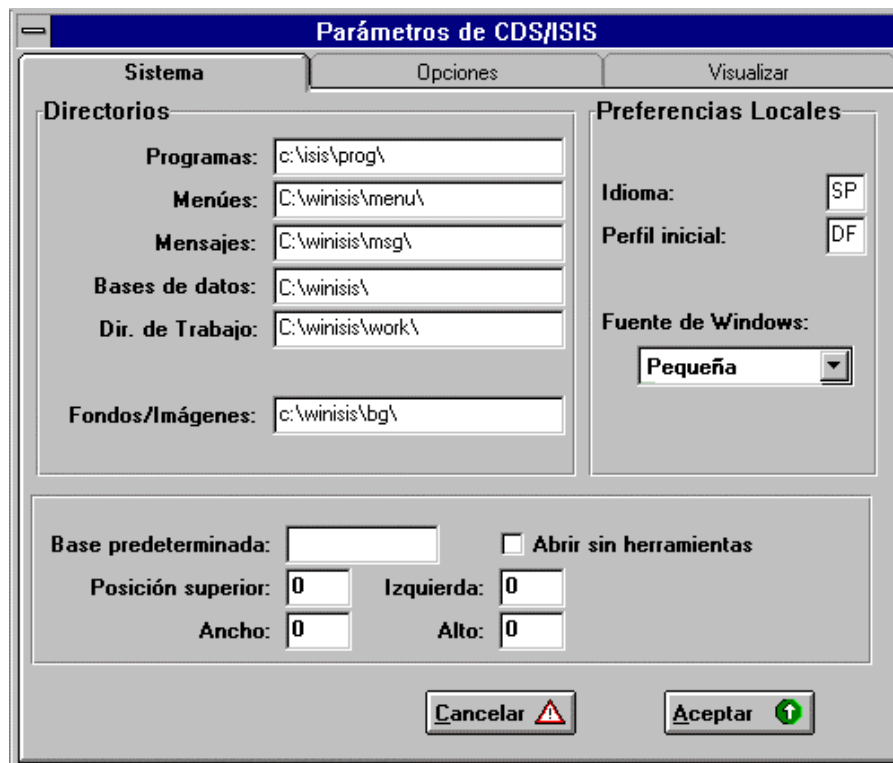 Parámetros de CDS/ISIS
Sistema Opciones Visualizar
Directorios
Programas: c:\isis\prog\
Menúes: C:\winisis\menu\
Mensajes: C:\winisis\msg\
Bases de datos: C:\winisis\
Dir. de Trabajo: C:\winisis\work\
Fondos/Imágenes: c:\winisis\bg\
Preferencias Locales
Idioma: SP
Perfil inicial: DF
Fuente de Windows:
Pequeña
Base predeterminada: Abrir sin herramientas
Posición superior: 0 Izquierda: 0
Ancho: 0 Alto: 0
Cancelar Aceptar